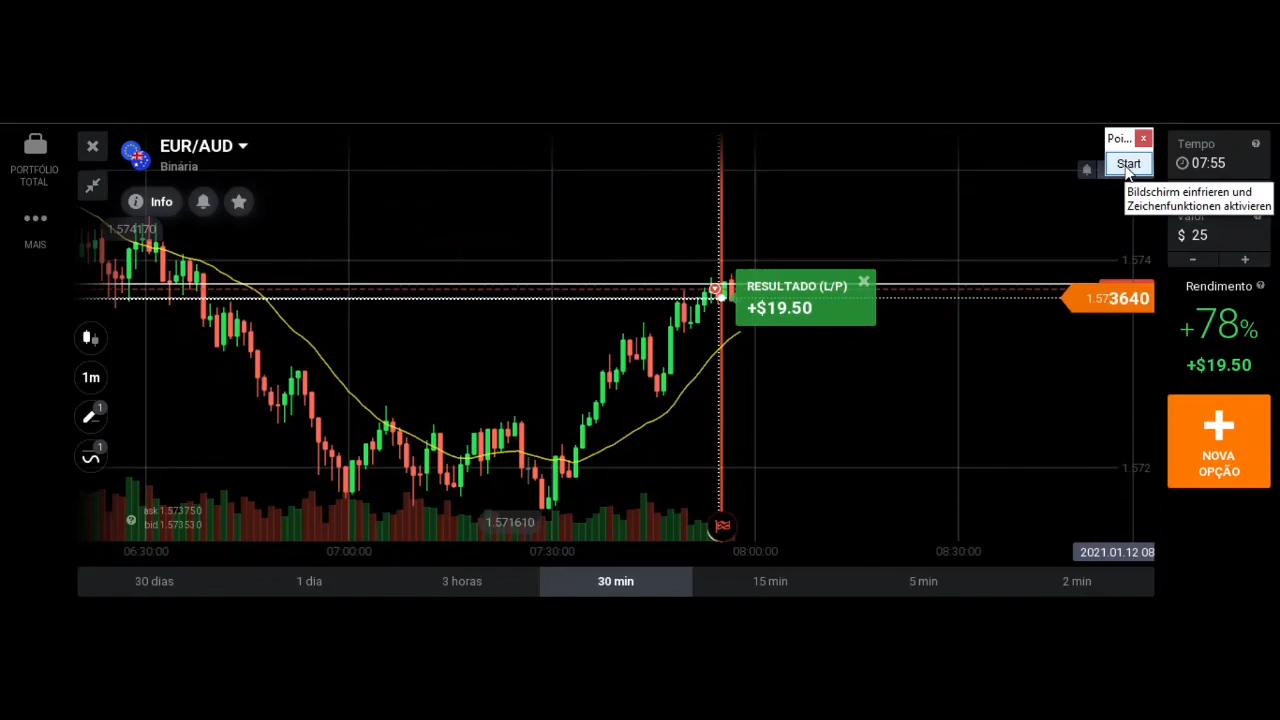 PORTFÓLIO
TOTAL
MAIS
EUR/AUD
Binária
Info
1.574170
1m
1
1
ask 1.573750
bid 1.573530
1.571610
RESULTADO (L/P)
+$19.50
1.574
1.573640
1.572
06:30:00
07:00:00
07:30:00
08:00:00
08:30:00
2021.01.12 08
30 dias
1 dia
3 horas
30 min
15 min
5 min
2 min
Poi...
Start
Bildschirm einfrieren und
Zeichenfunktionen aktivieren
Tempo
07:55
Valor
$ 25
Rendimento
+78%
+$19.50
NOVA
OPÇÃO